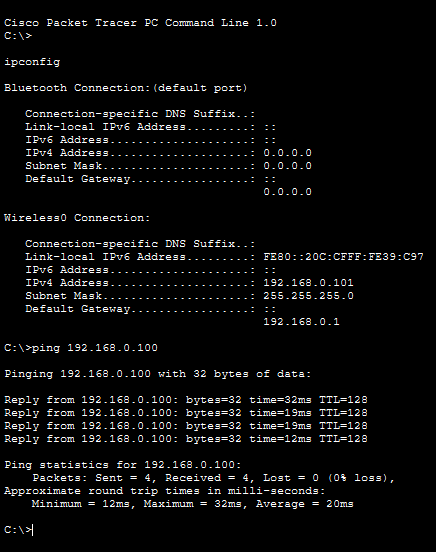 Cisco Packet Tracer PC Command Line 1.0
C:\>
ipconfig
Bluetooth Connection:(default port)
Connection-specific DNS Suffix..:
Link-local IPv6 Address.........: ::
IPv6 Address....................: ::
IPv4 Address....................: 0.0.0.0
Subnet Mask.....................: 0.0.0.0
Default Gateway.................: ::
0.0.0.0
Wireless0 Connection:
Connection-specific DNS Suffix..:
Link-local IPv6 Address.........: FE80::20C:CFFF:FE39:C97
IPv6 Address....................: ::
IPv4 Address....................: 192.168.0.101
Subnet Mask.....................: 255.255.255.0
Default Gateway.................: ::
192.168.0.1
C:\>ping 192.168.0.100
Pinging 192.168.0.100 with 32 bytes of data:
Reply from 192.168.0.100: bytes=32 time=32ms TTL=128
Reply from 192.168.0.100: bytes=32 time=19ms TTL=128
Reply from 192.168.0.100: bytes=32 time=19ms TTL=128
Reply from 192.168.0.100: bytes=32 time=12ms TTL=128
Ping statistics for 192.168.0.100:
Packets: Sent = 4, Received = 4, Lost = 0 (0% loss),
Approximate round trip times in milli-seconds:
Minimum = 12ms, Maximum = 32ms, Average = 20ms
C:\>